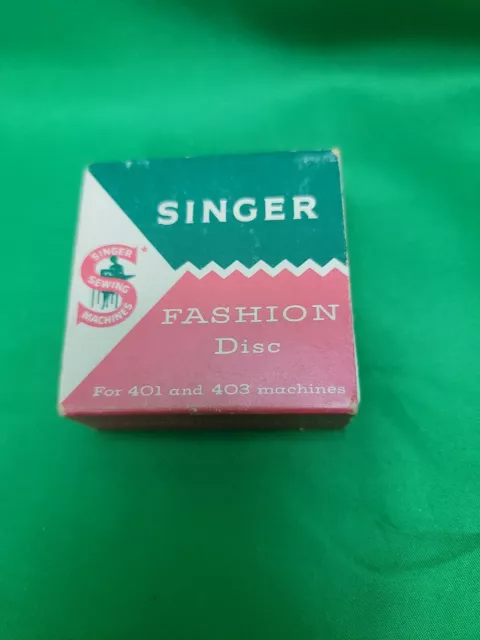 SINGER
SINGER
SEWING
MACHINES
FASHION
Disc
For 401 and 403 machines